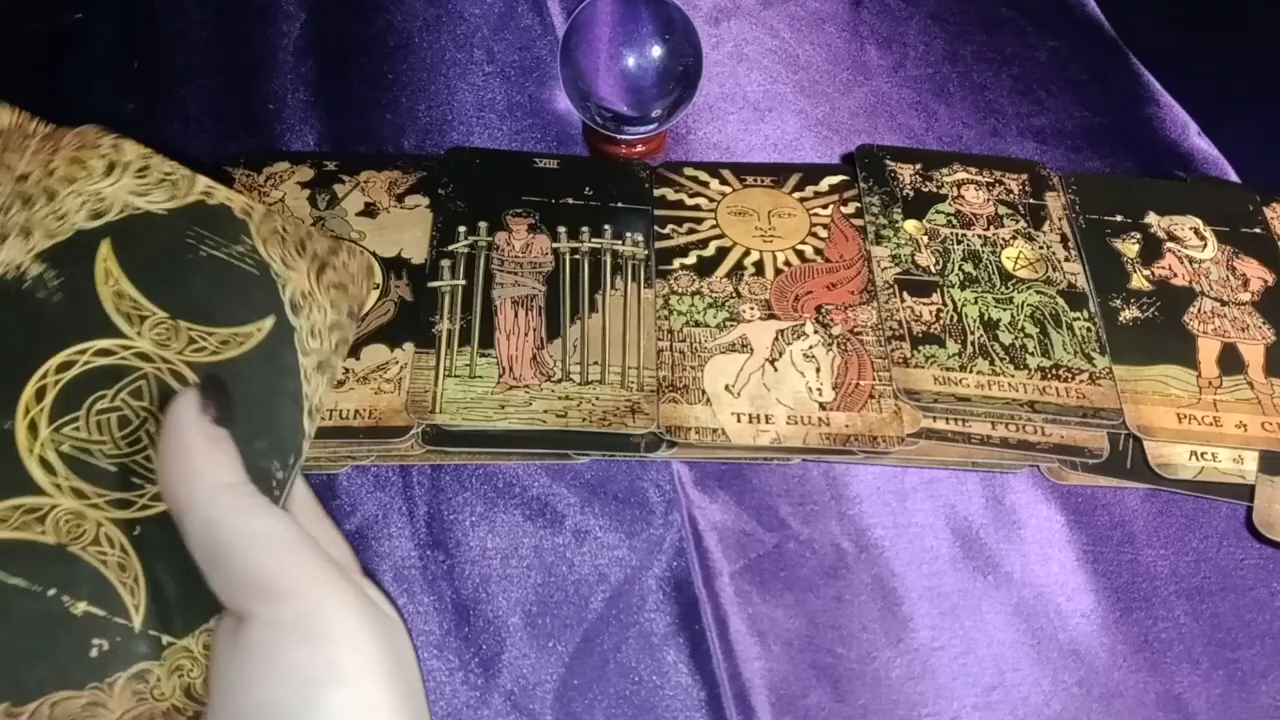 X
VIII
XIX
TUNE.
THE SUN.
KING of PENTACLES.
THE FOOL.
PAGE of C
ACE of